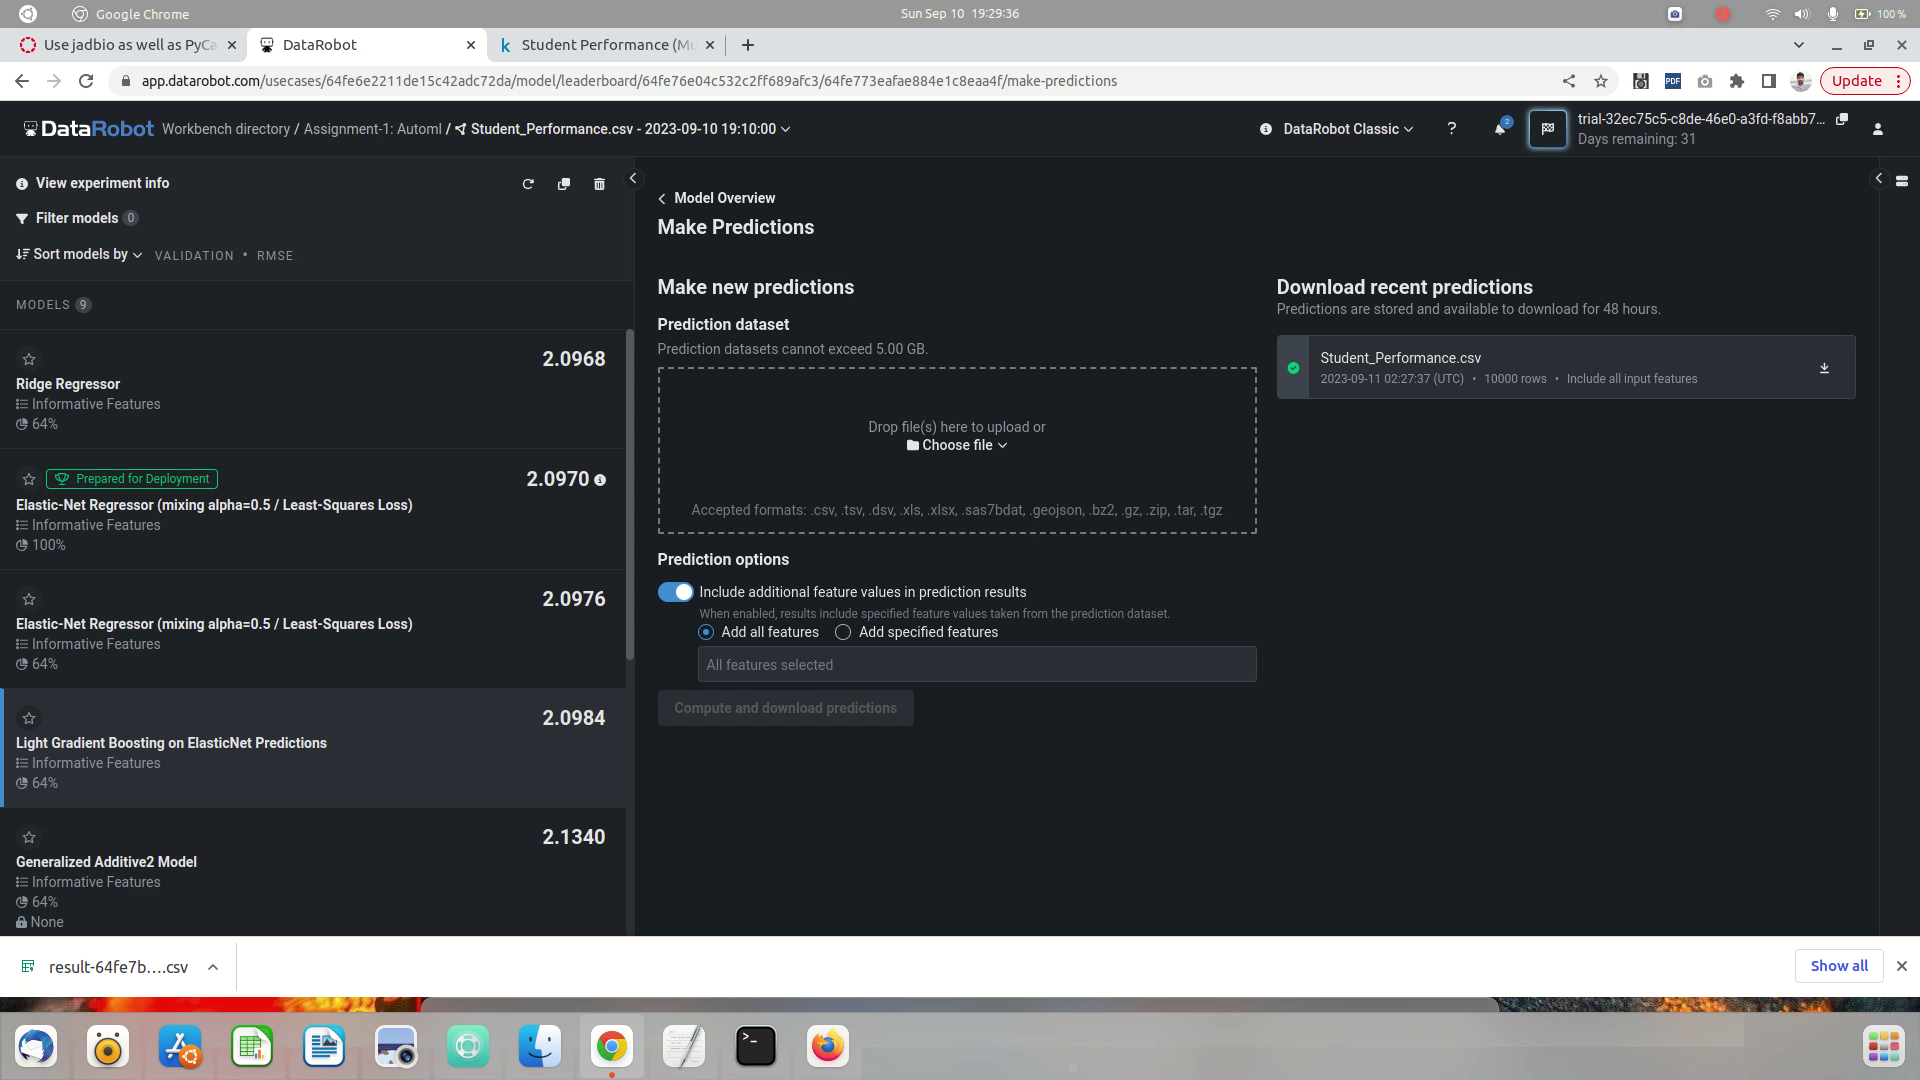 Google Chrome
Sun Sep 10 19:29:36
100 %
Use jadbio as well as PyCa
DataRobot
Student Performance (Mu
app.datarobot.com/usecases/64fe6e2211de15c42adc72da/model/leaderboard/64fe76e04c532c2ff689afc3/64fe773eafae884e1c8eaa4f/make-predictions
PDF
Update
DataRobot
Workbench directory / Assignment-1: Automl / Student_Performance.csv - 2023-09-10 19:10:00
DataRobot Classic
?
2
trial-32ec75c5-c8de-46e0-a3fd-f8abb7...
Days remaining: 31
View experiment info
Filter models 0
Sort models by VALIDATION • RMSE
MODELS 9
2.0968
Ridge Regressor
Informative Features
64%
Prepared for Deployment
2.0970
Elastic-Net Regressor (mixing alpha=0.5 / Least-Squares Loss)
Informative Features
100%
2.0976
Elastic-Net Regressor (mixing alpha=0.5 / Least-Squares Loss)
Informative Features
64%
2.0984
Light Gradient Boosting on ElasticNet Predictions
Informative Features
64%
2.1340
Generalized Additive2 Model
Informative Features
64%
None
Model Overview
Make Predictions
Make new predictions
Prediction dataset
Prediction datasets cannot exceed 5.00 GB.
Drop file(s) here to upload or
Choose file
Accepted formats: .csv, .tsv, .dsv, .xls, .xlsx, .sas7bdat, .geojson, .bz2, .gz, .zip, .tar, .tgz
Prediction options
Include additional feature values in prediction results
When enabled, results include specified feature values taken from the prediction dataset.
Add all features Add specified features
All features selected
Compute and download predictions
Download recent predictions
Predictions are stored and available to download for 48 hours.
Student_Performance.csv
2023-09-11 02:27:37 (UTC) • 10000 rows • Include all input features
result-64fe7b....csv
Show all